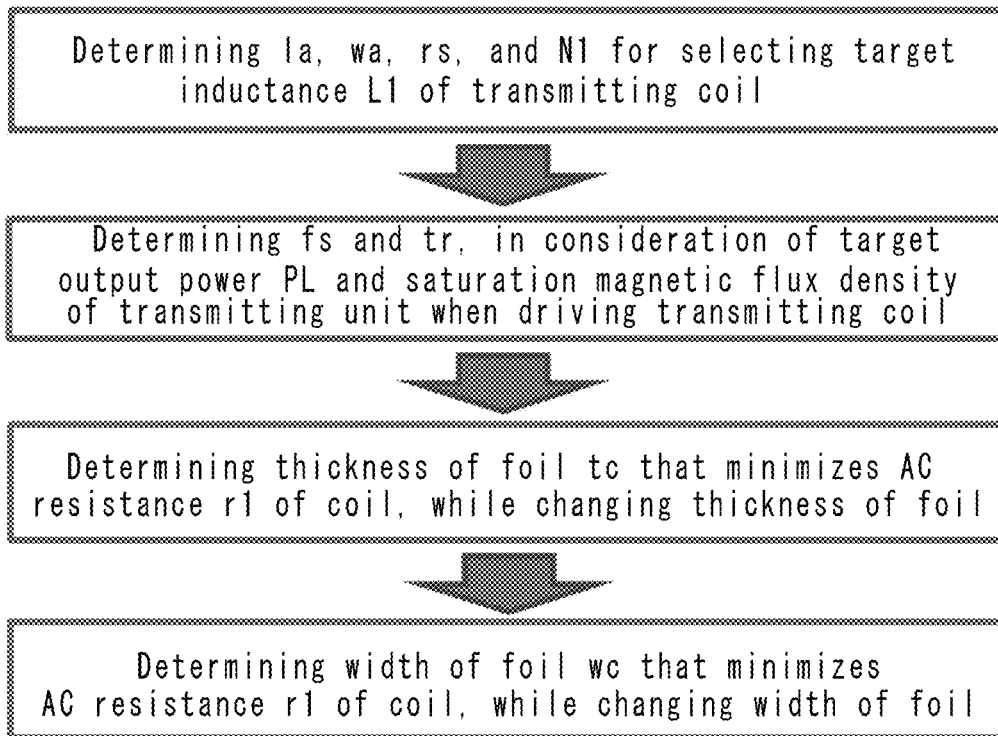 Determining la, wa, rs, and N1 for selecting target
inductance L1 of transmitting coil
Determining fs and tr, in consideration of target
output power PL and saturation magnetic flux density
of transmitting unit when driving transmitting coil
Determining thickness of foil tc that minimizes AC
resistance r1 of coil, while changing thickness of foil
Determining width of foil wc that minimizes
AC resistance r1 of coil, while changing width of foil